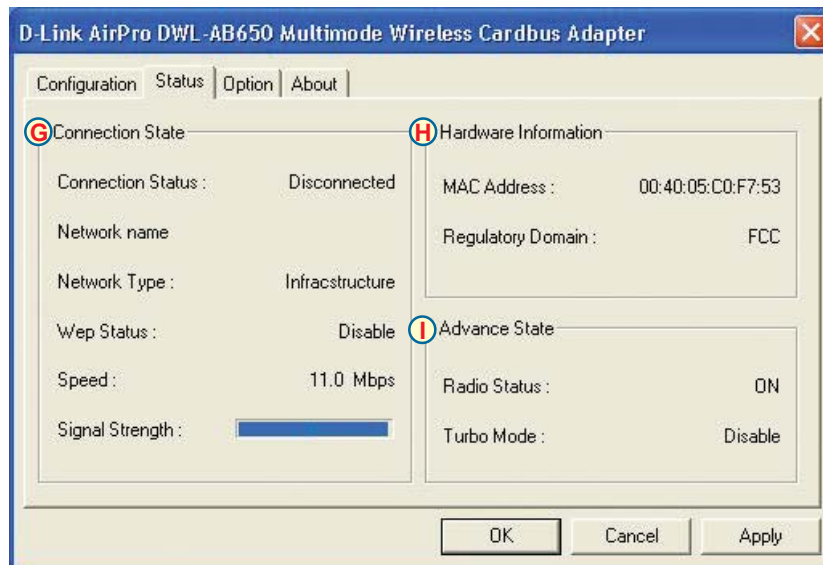 D-Link AirPro DWL-AB650 Multimode Wireless Cardbus Adapter
Configuration Status Option About
G Connection State
Connection Status : Disconnected
Network name
Network Type : Infracstructure
Wep Status : Disable
Speed : 11.0 Mbps
Signal Strength :
H Hardware Information
MAC Address : 00:40:05:C0:F7:53
Regulatory Domain : FCC
I Advance State
Radio Status : ON
Turbo Mode : Disable
OK Cancel Apply